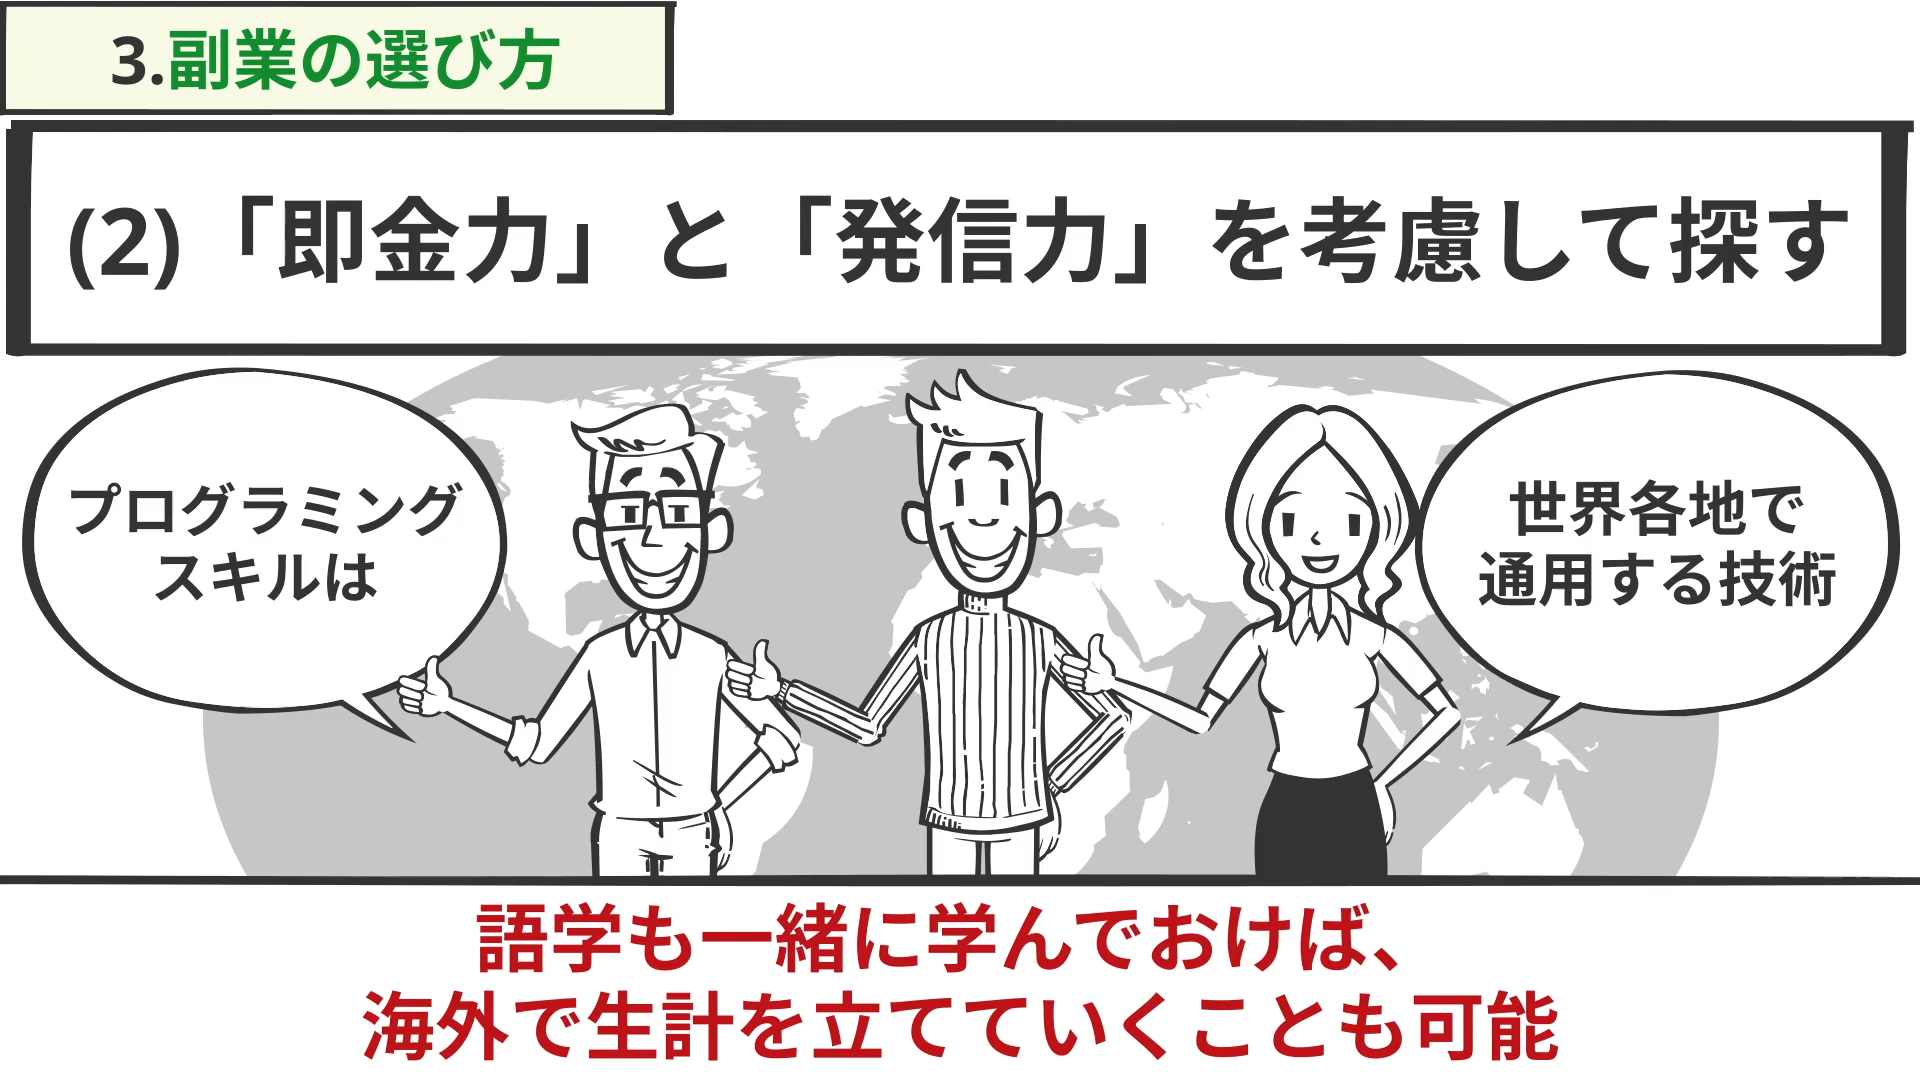 3.副業の選び方
(2)「即金力」と「発信力」を考慮して探す
プログラミング
スキルは
世界各地で
通用する技術
語学も一緒に学んでおけば、
海外で生計を立てていくことも可能